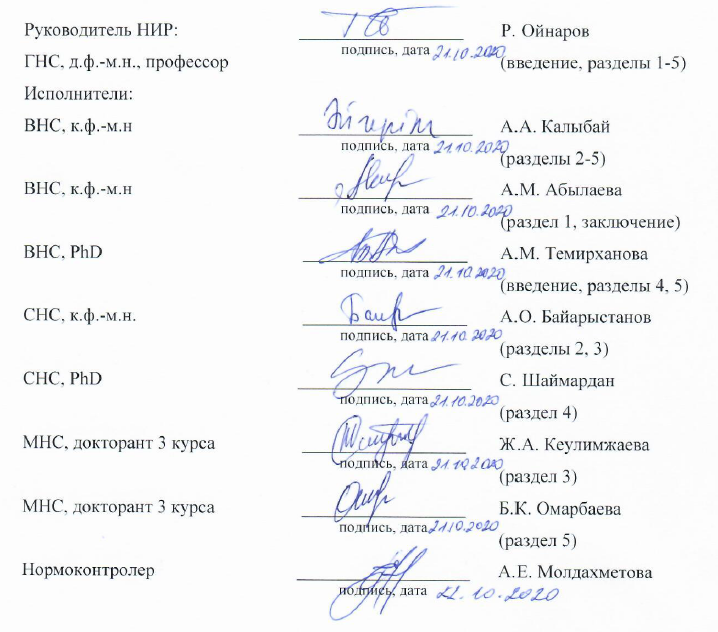 Руководитель НИР: Р. Ойнаров
подпись, дата 21.10.2020
ГНС, д.ф.-м.н., профессор (введение, разделы 1-5)
Исполнители:
ВНС, к.ф.-м.н А.А. Калыбай
подпись, дата 21.10.2020
(разделы 2-5)
ВНС, к.ф.-м.н А.М. Абылаева
подпись, дата 21.10.2020
(раздел 1, заключение)
ВНС, PhD А.М. Темирханова
подпись, дата 21.10.2020
(введение, разделы 4, 5)
СНС, к.ф.-м.н. А.О. Байарыстанов
подпись, дата 21.10.2020
(разделы 2, 3)
СНС, PhD С. Шаймардан
подпись, дата 21.10.2020
(раздел 4)
МНС, докторант 3 курса Ж.А. Кеулимжаева
подпись, дата 21.10.2020
(раздел 3)
МНС, докторант 3 курса Б.К. Омарбаева
подпись, дата 21.10.2020
(раздел 5)
Нормоконтролер А.Е. Молдахметова
подпись, дата 22.10.2020